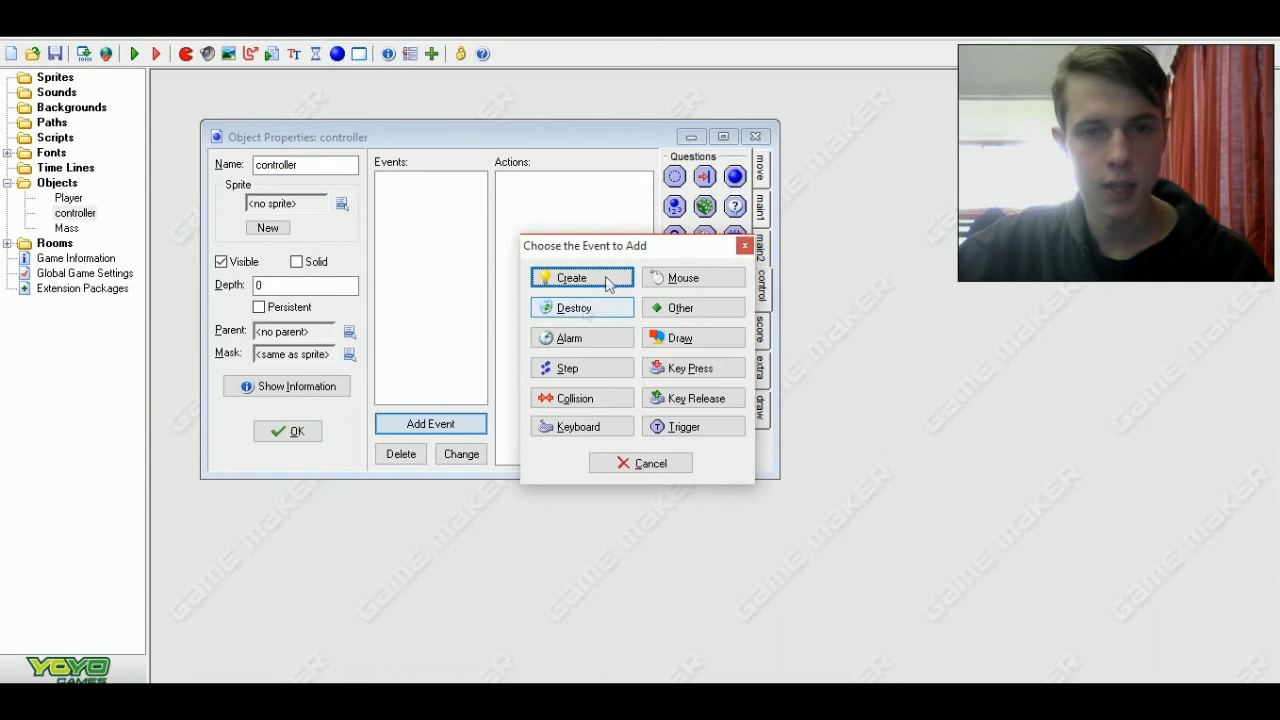 Sprites
Sounds
Backgrounds
Paths
Scripts
Fonts
Time Lines
Objects
Player
controller
Mass
Rooms
Game Information
Global Game Settings
Extension Packages
YOYO
GAMES
Object Properties: controller
Name: controller
Sprite
<no sprite>
New
Visible
Solid
Depth: 0
Persistent
Parent: <no parent>
Mask: <same as sprite>
Show Information
OK
Events:
Add Event
Delete
Change
Actions:
Questions
move
main1
main2
control
score
extra
draw
Choose the Event to Add
Create
Mouse
Destroy
Other
Alarm
Draw
Step
Key Press
Collision
Key Release
Keyboard
Trigger
Cancel
GAME MAKER